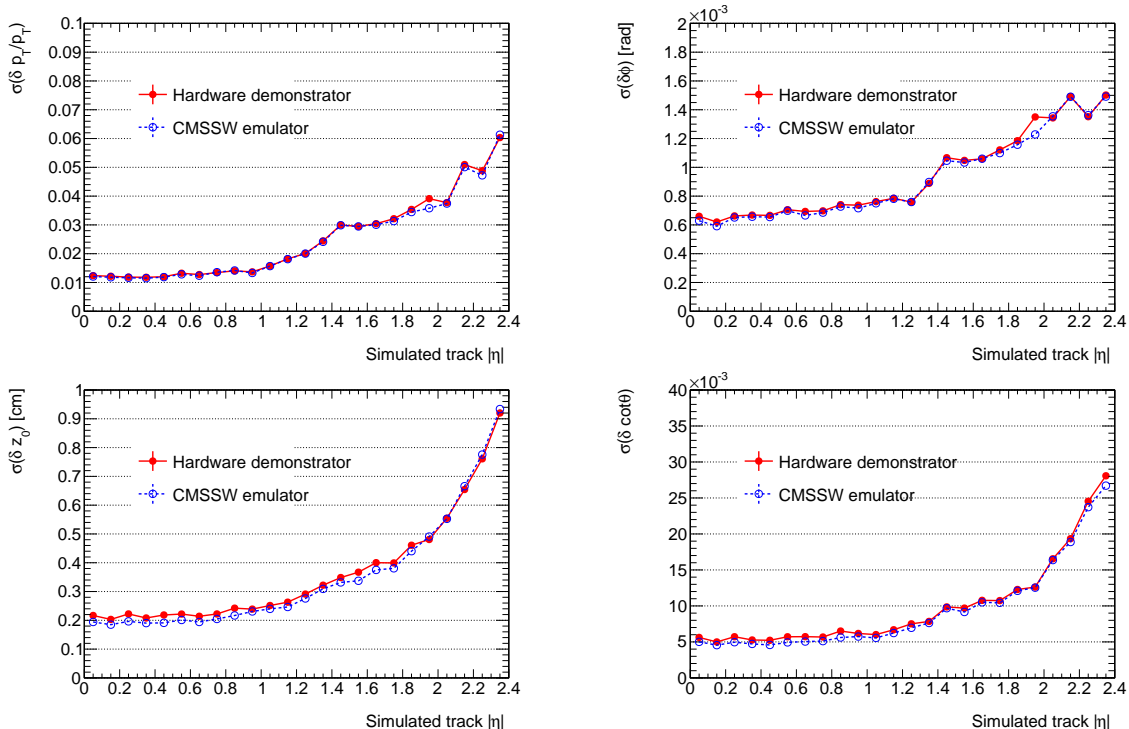 σ(δ p_T/p_T)
0.1
0.09
0.08
0.07
0.06
0.05
0.04
0.03
0.02
0.01
0
Hardware demonstrator
CMSSW emulator
0 0.2 0.4 0.6 0.8 1 1.2 1.4 1.6 1.8 2 2.2 2.4
Simulated track |η|
σ(δϕ) [rad]
×10⁻³
2
1.8
1.6
1.4
1.2
1
0.8
0.6
0.4
0.2
0
Hardware demonstrator
CMSSW emulator
0 0.2 0.4 0.6 0.8 1 1.2 1.4 1.6 1.8 2 2.2 2.4
Simulated track |η|
σ(δ z_0) [cm]
1
0.9
0.8
0.7
0.6
0.5
0.4
0.3
0.2
0.1
0
Hardware demonstrator
CMSSW emulator
0 0.2 0.4 0.6 0.8 1 1.2 1.4 1.6 1.8 2 2.2 2.4
Simulated track |η|
σ(δ cotθ)
×10⁻³
40
35
30
25
20
15
10
5
0
Hardware demonstrator
CMSSW emulator
0 0.2 0.4 0.6 0.8 1 1.2 1.4 1.6 1.8 2 2.2 2.4
Simulated track |η|